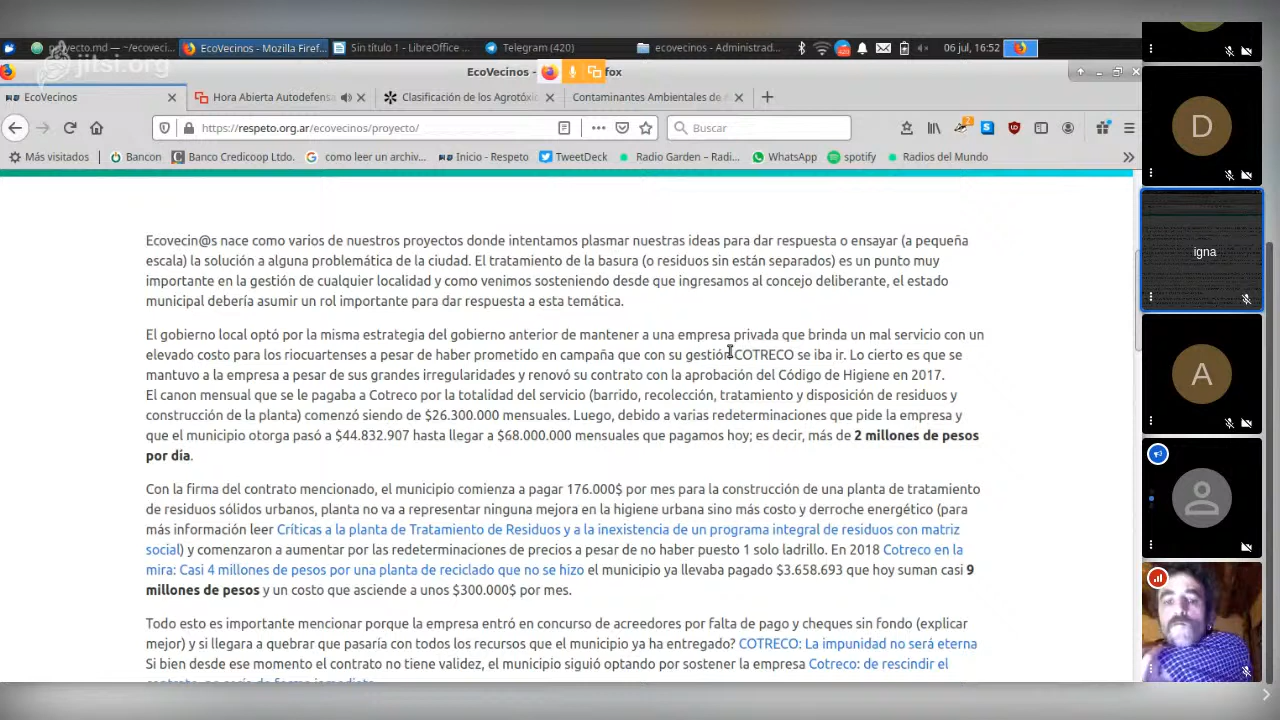 jitsi.org
proyecto.md — ~/ecoveci...
EcoVecinos - Mozilla Firef...
Sin título 1 - LibreOffice ...
Telegram (420)
ecovecinos - Administrad...
06 jul, 16:52
EcoVecinos -
fox
EcoVecinos
Hora Abierta Autodefensa
Clasificación de los Agrotóxic
Contaminantes Ambientales de
https://respeto.org.ar/ecovecinos/proyecto/
Buscar
2
Más visitados
Bancon
Banco Credicoop Ltdo.
como leer un archiv...
Inicio - Respeto
TweetDeck
Radio Garden – Radi...
WhatsApp
spotify
Radios del Mundo
Ecovecin@s nace como varios de nuestros proyectos donde intentamos plasmar nuestras ideas para dar respuesta o ensayar (a pequeña
escala) la solución a alguna problemática de la ciudad. El tratamiento de la basura (o residuos sin están separados) es un punto muy
importante en la gestión de cualquier localidad y como venimos sosteniendo desde que ingresamos al concejo deliberante, el estado
municipal debería asumir un rol importante para dar respuesta a esta temática.
El gobierno local optó por la misma estrategia del gobierno anterior de mantener a una empresa privada que brinda un mal servicio con un
elevado costo para los riocuartenses a pesar de haber prometido en campaña que con su gestión COTRECO se iba ir. Lo cierto es que se
mantuvo a la empresa a pesar de sus grandes irregularidades y renovó su contrato con la aprobación del Código de Higiene en 2017.
El canon mensual que se le pagaba a Cotreco por la totalidad del servicio (barrido, recolección, tratamiento y disposición de residuos y
construcción de la planta) comenzó siendo de $26.300.000 mensuales. Luego, debido a varias redeterminaciones que pide la empresa y
que el municipio otorga pasó a $44.832.907 hasta llegar a $68.000.000 mensuales que pagamos hoy; es decir, más de 2 millones de pesos
por día.
Con la firma del contrato mencionado, el municipio comienza a pagar 176.000$ por mes para la construcción de una planta de tratamiento
de residuos sólidos urbanos, planta no va a representar ninguna mejora en la higiene urbana sino más costo y derroche energético (para
más información leer Críticas a la planta de Tratamiento de Residuos y a la inexistencia de un programa integral de residuos con matriz
social) y comenzaron a aumentar por las redeterminaciones de precios a pesar de no haber puesto 1 solo ladrillo. En 2018 Cotreco en la
mira: Casi 4 millones de pesos por una planta de reciclado que no se hizo el municipio ya llevaba pagado $3.658.693 que hoy suman casi 9
millones de pesos y un costo que asciende a unos $300.000$ por mes.
Todo esto es importante mencionar porque la empresa entró en concurso de acreedores por falta de pago y cheques sin fondo (explicar
mejor) y si llegara a quebrar que pasaría con todos los recursos que el municipio ya ha entregado? COTRECO: La impunidad no será eterna
Si bien desde ese momento el contrato no tiene validez, el municipio siguió optando por sostener la empresa Cotreco: de rescindir el
D
igna
A